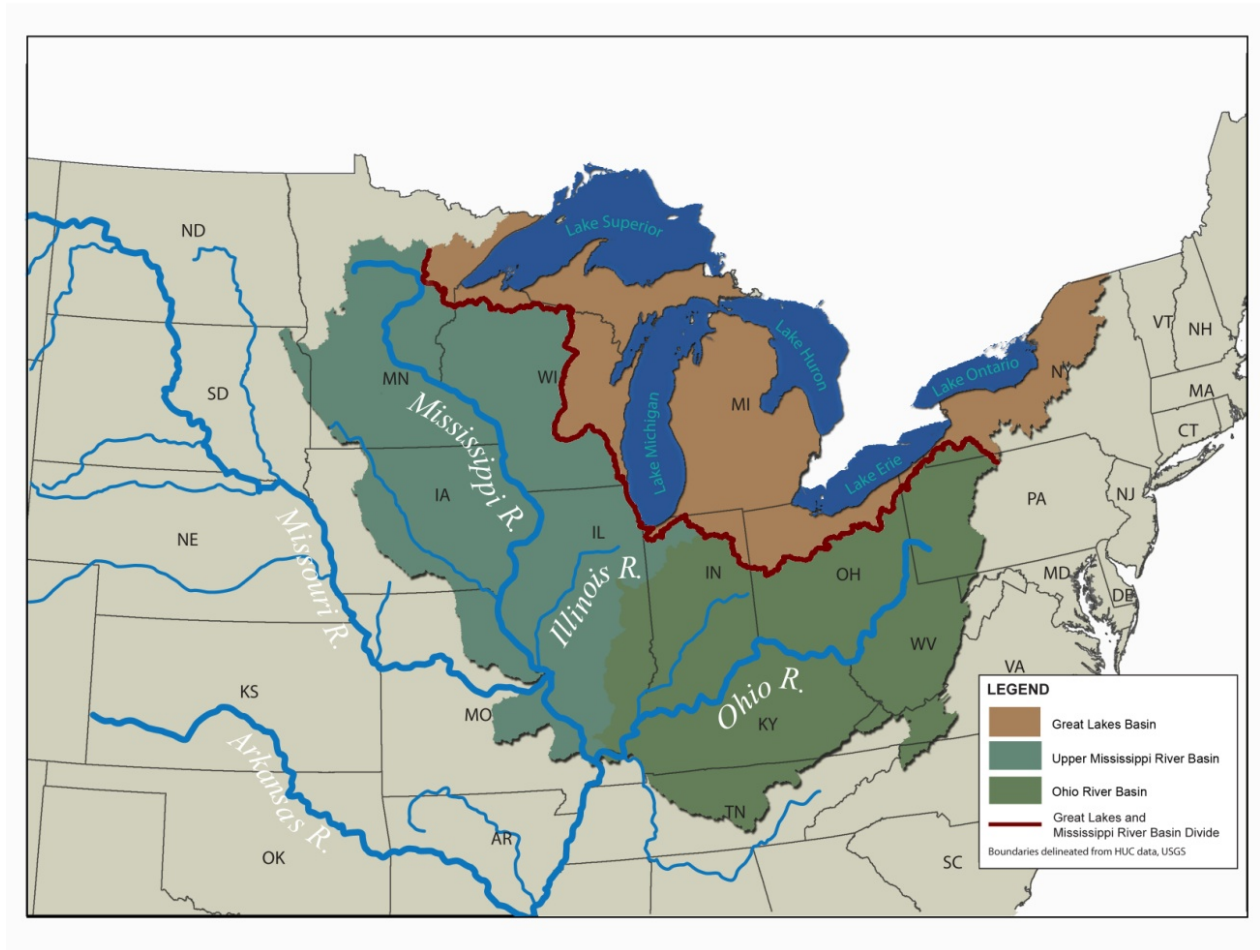 Lake Superior
ND
VT
NH
Lake Huron
Lake Ontario
NY
MN
WI
SD
MI
MA
Lake Michigan
CT
Mississippi R.
Lake Erie
IA
PA
NJ
IL
NE
Missouri R.
Illinois R.
IN
OH
MD
DE
WV
VA
KS
MO
Ohio R.
KY
Arkansas R.
TN
AR
OK
SC
LEGEND
Great Lakes Basin
Upper Mississippi River Basin
Ohio River Basin
Great Lakes and
Mississippi River Basin Divide
Boundaries delineated from HUC data, USGS